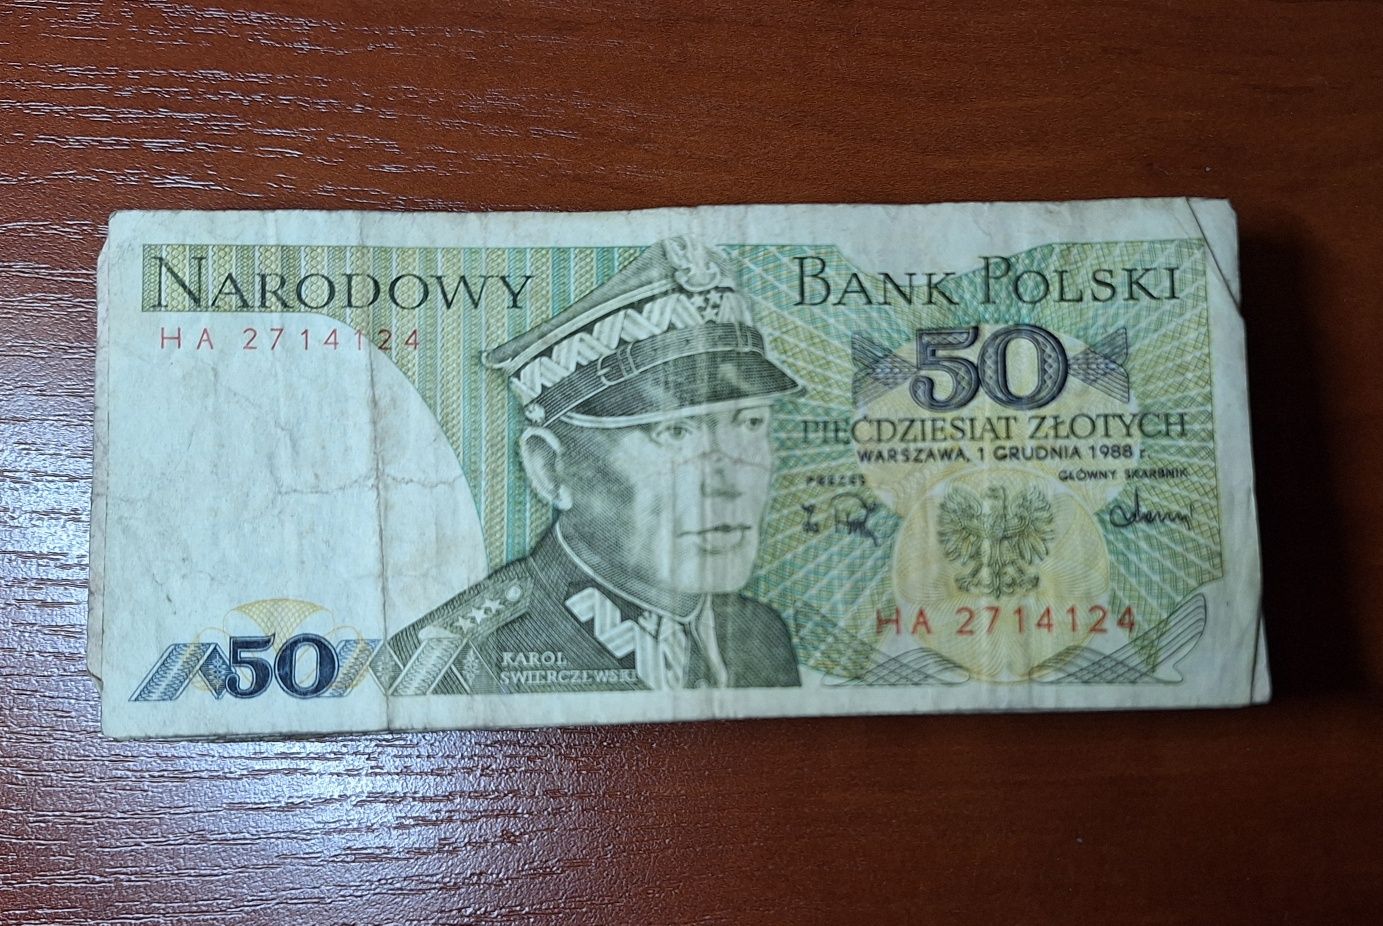 NARODOWY BANK POLSKI
HA 2714124
50
PIĘĆDZIESIĄT ZŁOTYCH
WARSZAWA, 1 GRUDNIA 1988 r.
PREZES GŁÓWNY SKARBNIK
HA 2714124
50
KAROL
ŚWIERCZEWSKI